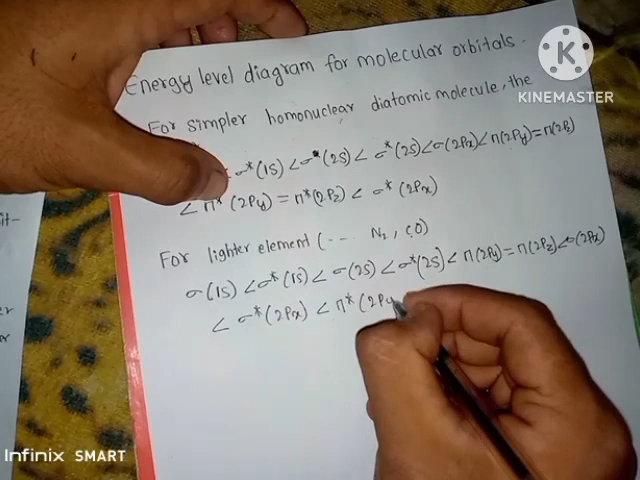 Energy level diagram for molecular orbitals.
For simpler homonuclear diatomic molecule, the
σ*(1S) < σ*(2S) < σ*(2S) < σ(2Px) < π(2Py) = π(2Pz)
< π*(2Py) = π*(2Pz) < σ*(2Px)
For lighter element (--- N2, CO)
σ(1S) < σ*(1S) < σ(2S) < σ*(2S) < π(2Py) = π(2Pz) < σ(2Px)
< σ*(2Px) < π*(2Py
KINEMASTER
Infinix SMART